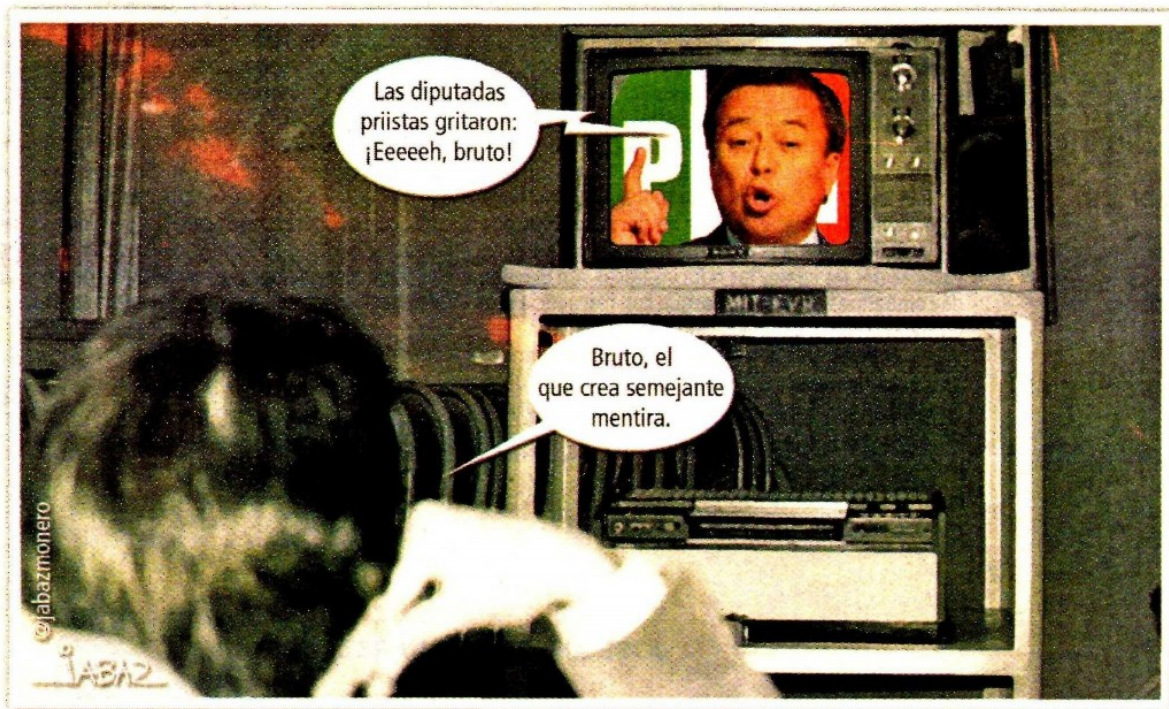 Las diputadas
priistas gritaron:
¡Eeeeeh, bruto!
P
Bruto, el
que crea semejante
mentira.
@jabazmonero
JABAZ